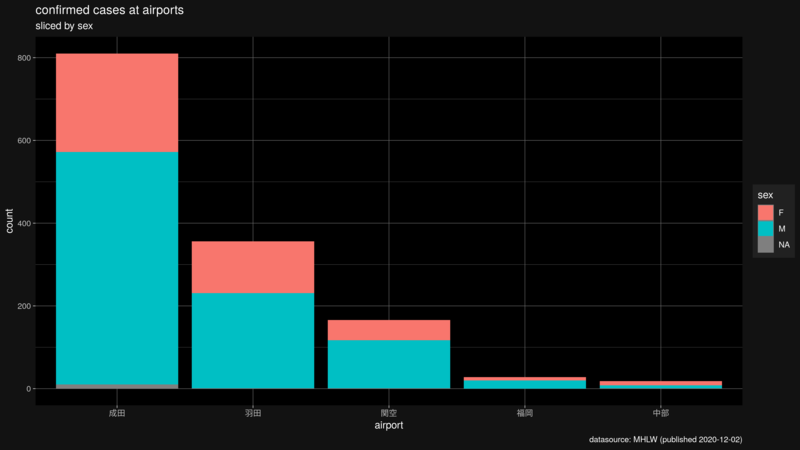 confirmed cases at airports
sliced by sex
count
800
600
400
200
0
成田
羽田
関空
福岡
中部
airport
sex
F
M
NA
datasource: MHLW (published 2020-12-02)